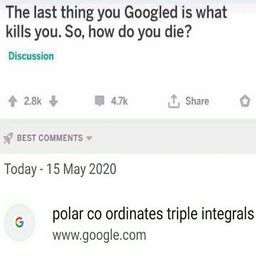 The last thing you Googled is what
kills you. So, how do you die?
Discussion
2.8k 4.7k Share
BEST COMMENTS
Today - 15 May 2020
G polar co ordinates triple integrals
www.google.com